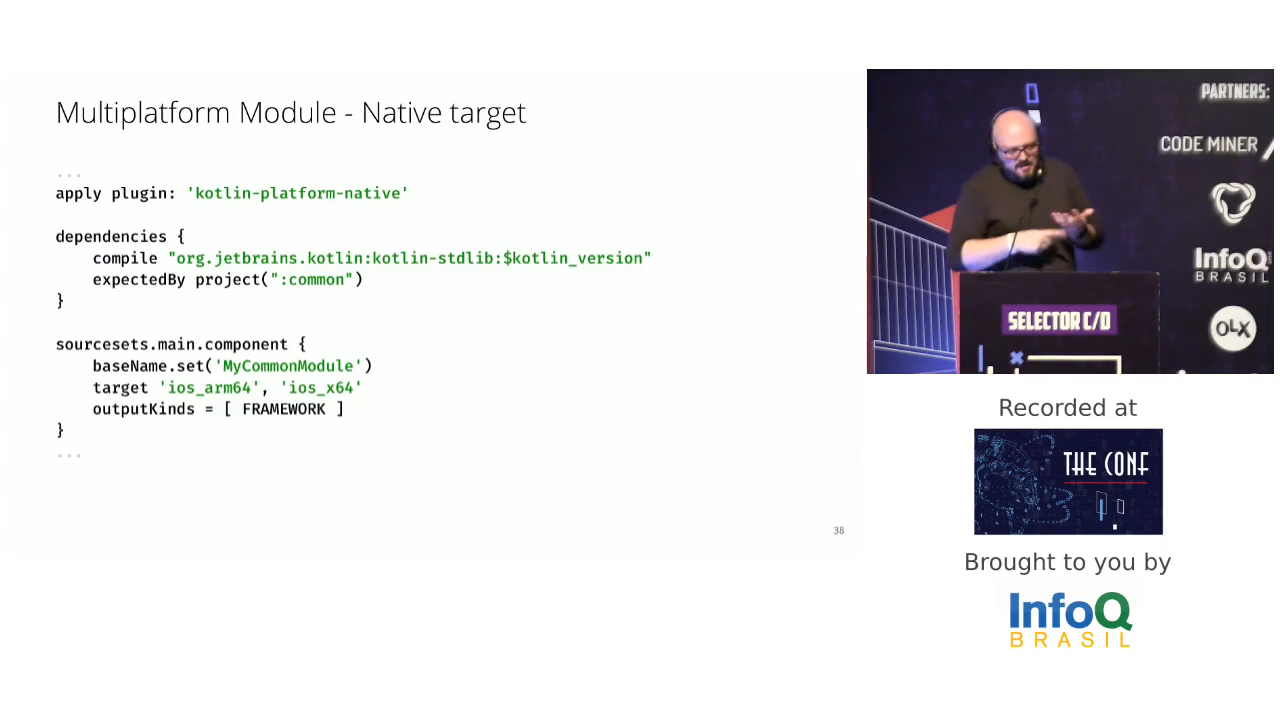 Multiplatform Module - Native target
...
apply plugin: 'kotlin-platform-native'
dependencies {
compile "org.jetbrains.kotlin:kotlin-stdlib:$kotlin_version"
expectedBy project(":common")
}
sourcesets.main.component {
baseName.set('MyCommonModule')
target 'ios_arm64', 'ios_x64'
outputKinds = [ FRAMEWORK ]
}
...
38
PARTNERS:
CODE MINER
InfoQ
BRASIL
OLX
SELECTOR C/D
Recorded at
THE CONF
Brought to you by
InfoQ
BRASIL